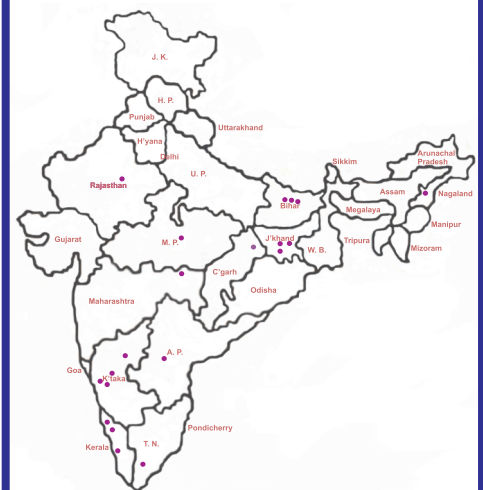 J. K.
H. P.
Punjab
Uttarakhand
H'yana
Delhi
Rajasthan
U. P.
Sikkim
Arunachal
Pradesh
Assam
Nagaland
Bihar
Megalaya
Manipur
Gujarat
M. P.
J'khand
W. B.
Tripura
Mizoram
C'garh
Odisha
Maharashtra
A. P.
Goa
K'taka
Pondicherry
Kerala
T. N.